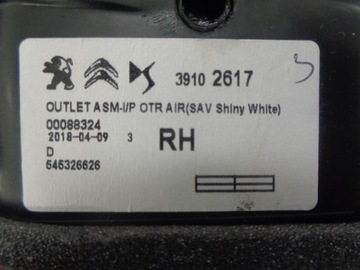 3910 2617
OUTLET ASM-I/P OTR AIR(SAV Shiny White)
00088324
2018-04-09 3
RH
D
545326626